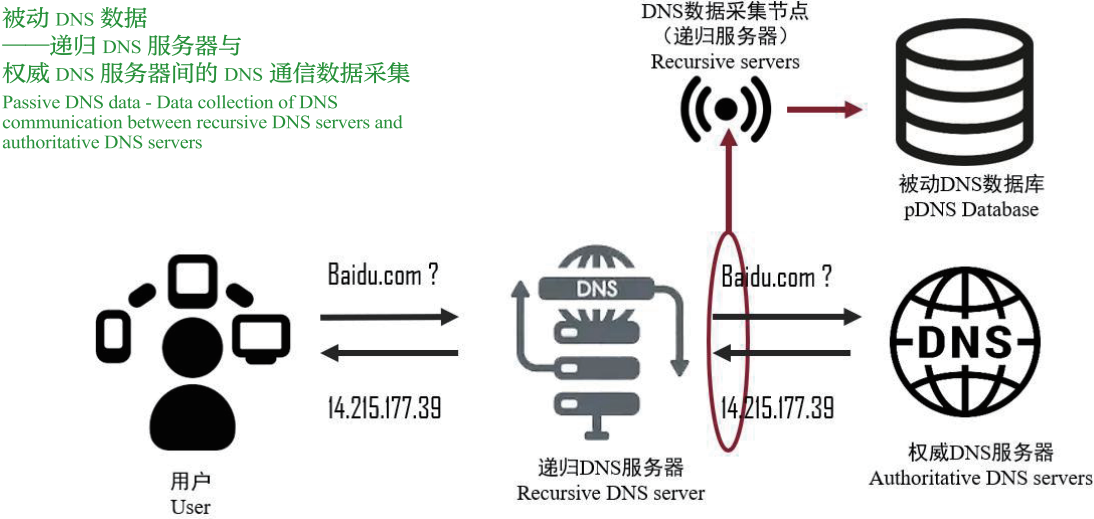 被动 DNS 数据
——递归 DNS 服务器与
权威 DNS 服务器间的 DNS 通信数据采集
Passive DNS data - Data collection of DNS
communication between recursive DNS servers and
authoritative DNS servers
DNS数据采集节点
（递归服务器）
Recursive servers
被动DNS数据库
pDNS Database
Baidu.com ?
14.215.177.39
用户
User
DNS
递归DNS服务器
Recursive DNS server
Baidu.com ?
14.215.177.39
DNS
权威DNS服务器
Authoritative DNS servers